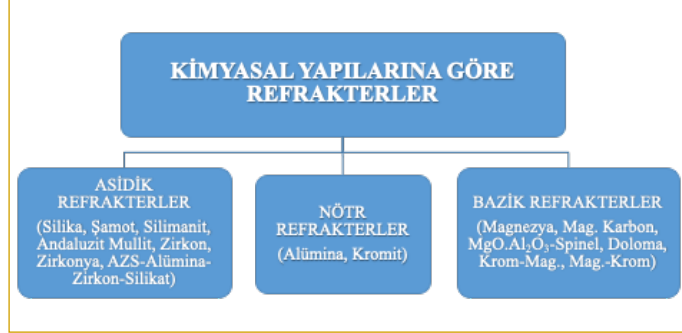 KİMYASAL YAPILARINA GÖRE
REFRAKTERLER
ASİDİK
REFRAKTERLER
(Silika, Şamot, Silimanit,
Andaluzit Mullit, Zirkon,
Zirkonya, AZS-Alümina-
Zirkon-Silikat)
NÖTR
REFRAKTERLER
(Alümina, Kromit)
BAZİK REFRAKTERLER
(Magnezya, Mag. Karbon,
MgO.Al₂O₃-Spinel, Doloma,
Krom-Mag., Mag.-Krom)